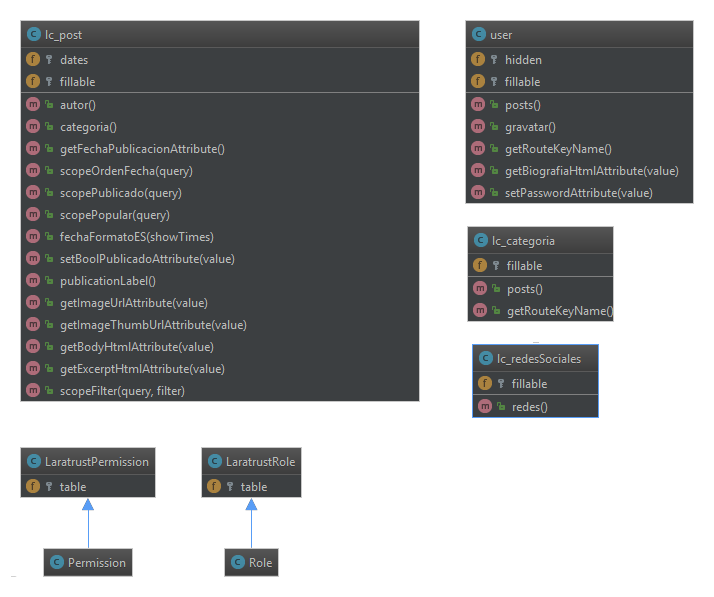 lc_post
dates
fillable
autor()
categoria()
getFechaPublicacionAttribute()
scopeOrdenFecha(query)
scopePublicado(query)
scopePopular(query)
fechaFormatoES(showTimes)
setBoolPublicadoAttribute(value)
publicationLabel()
getImageUrlAttribute(value)
getImageThumbUrlAttribute(value)
getBodyHtmlAttribute(value)
getExcerptHtmlAttribute(value)
scopeFilter(query, filter)
user
hidden
fillable
posts()
gravatar()
getRouteKeyName()
getBiografiaHtmlAttribute(value)
setPasswordAttribute(value)
lc_categoria
fillable
posts()
getRouteKeyName()
lc_redesSociales
fillable
redes()
LaratrustPermission
table
LaratrustRole
table
Permission
Role